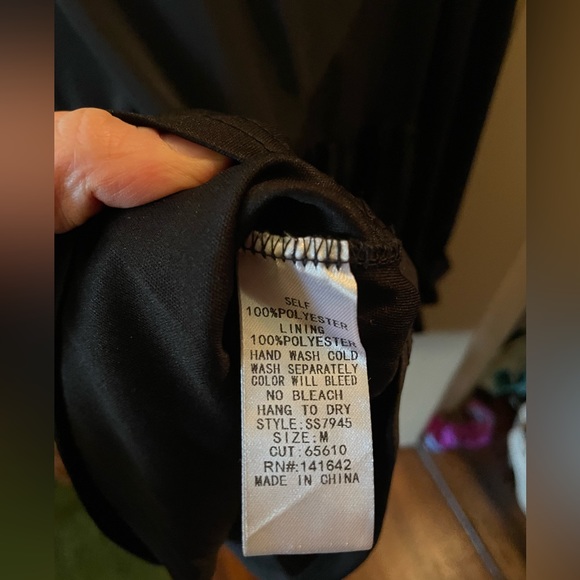 SELF
100%POLYESTER
LINING
100%POLYESTER
HAND WASH COLD
WASH SEPARATELY
COLOR WILL BLEED
NO BLEACH
HANG TO DRY
STYLE:SS7945
SIZE:M
CUT:65610
RN#:141642
MADE IN CHINA